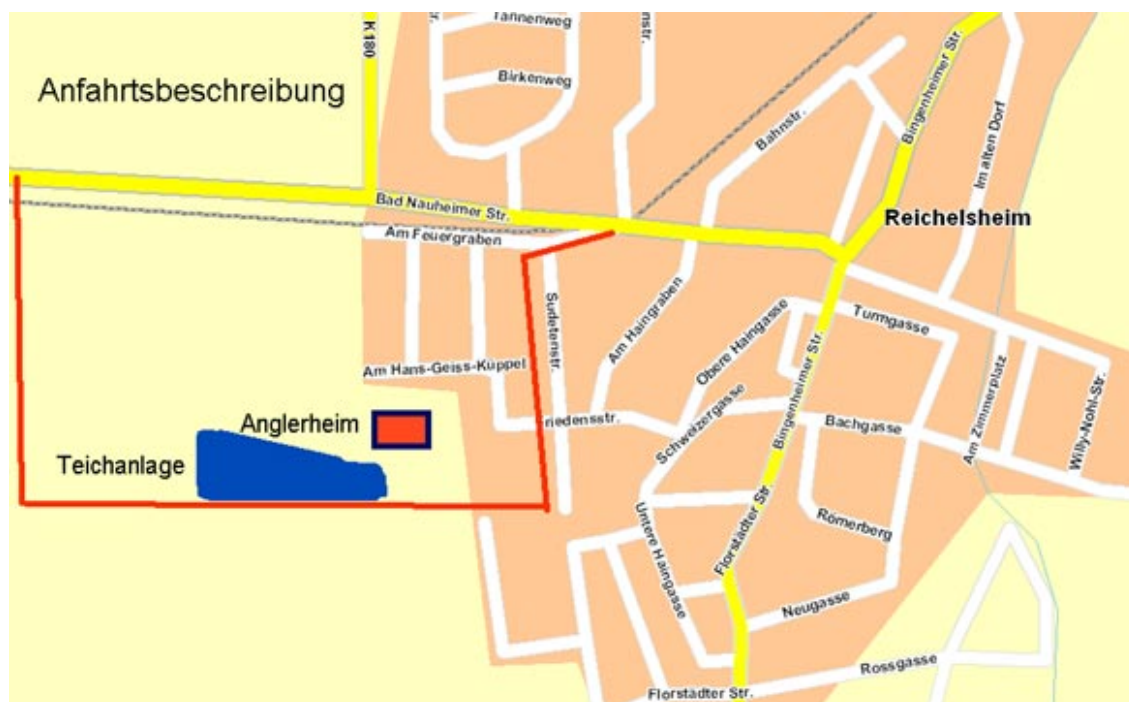 Tannenweg
K 180
Anfahrtsbeschreibung
Birkenweg
Bingenheimer Str.
Bahnstr.
Im alten Dorf
Bad Nauheimer Str.
Reichelsheim
Am Feuergraben
Sudetenstr.
Am Haingraben
Obere Haingasse
Turmgasse
Am Hans-Geiss-Küppel
Bingenheimer Str.
Am Zimmerplatz
Willy-Nohl-Str.
Anglerheim
riedensstr.
Schweizergasse
Bachgasse
Teichanlage
Florstädter Str.
Römerberg
Untere Haingasse
Neugasse
Rossgasse
Florstädter Str.